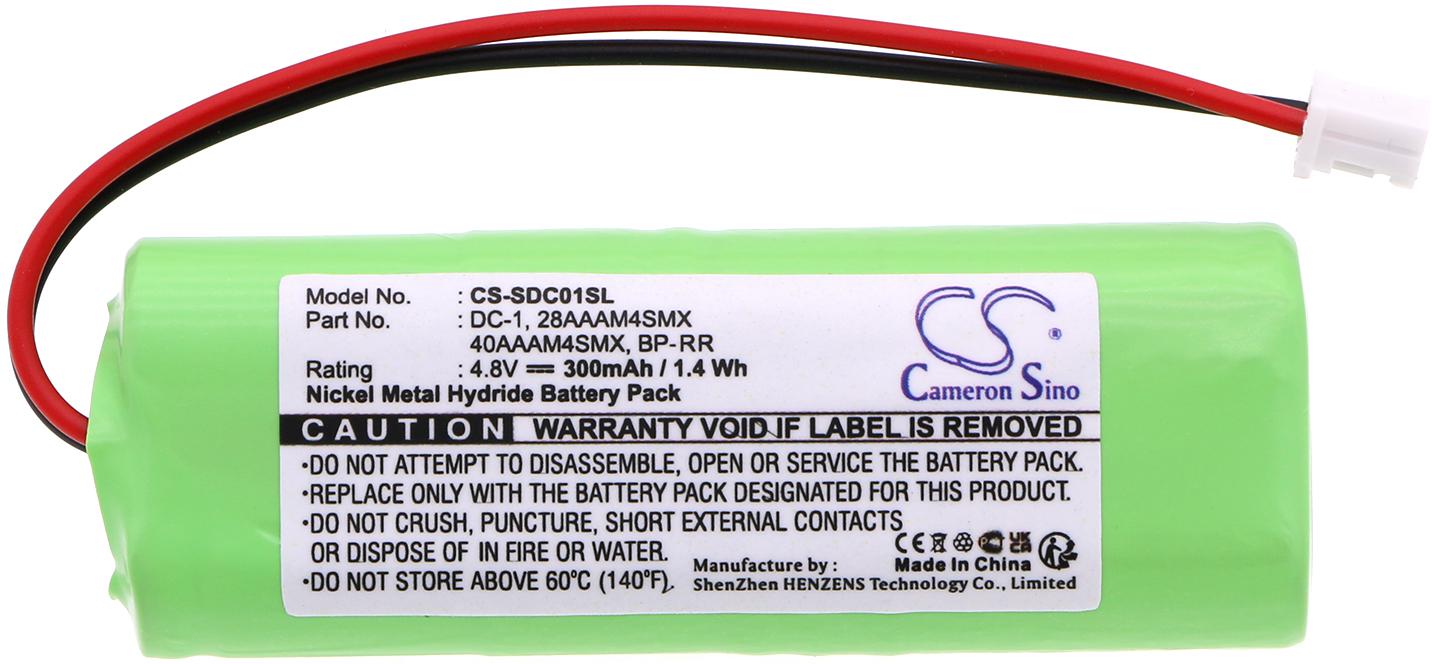 Model No. : CS-SDC01SL
Part No. : DC-1, 28AAAM4SMX
40AAAM4SMX, BP-RR
Rating : 4.8V ⎓ 300mAh / 1.4 Wh
Nickel Metal Hydride Battery Pack
CS ®
Cameron Sino
CAUTION WARRANTY VOID IF LABEL IS REMOVED
·DO NOT ATTEMPT TO DISASSEMBLE, OPEN OR SERVICE THE BATTERY PACK.
·REPLACE ONLY WITH THE BATTERY PACK DESIGNATED FOR THIS PRODUCT.
·DO NOT CRUSH, PUNCTURE, SHORT EXTERNAL CONTACTS
OR DISPOSE OF IN FIRE OR WATER.
·DO NOT STORE ABOVE 60°C (140°F).
CE UKCA
Made In China
Manufacture by :
ShenZhen HENZENS Technology Co., Limited